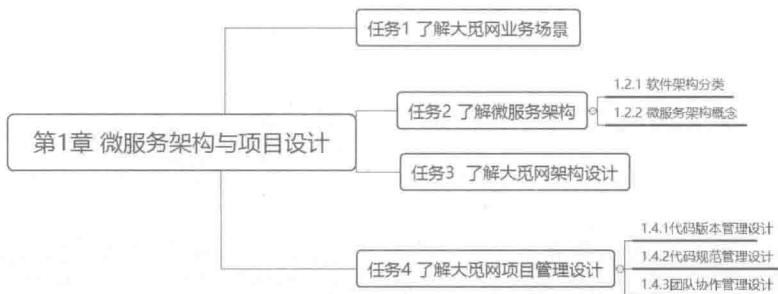 任务1 了解大觅网业务场景
1.2.1 软件架构分类
任务2 了解微服务架构
1.2.2 微服务架构概念
第1章 微服务架构与项目设计
任务3 了解大觅网架构设计
1.4.1代码版本管理设计
任务4 了解大觅网项目管理设计
1.4.2代码规范管理设计
1.4.3团队协作管理设计